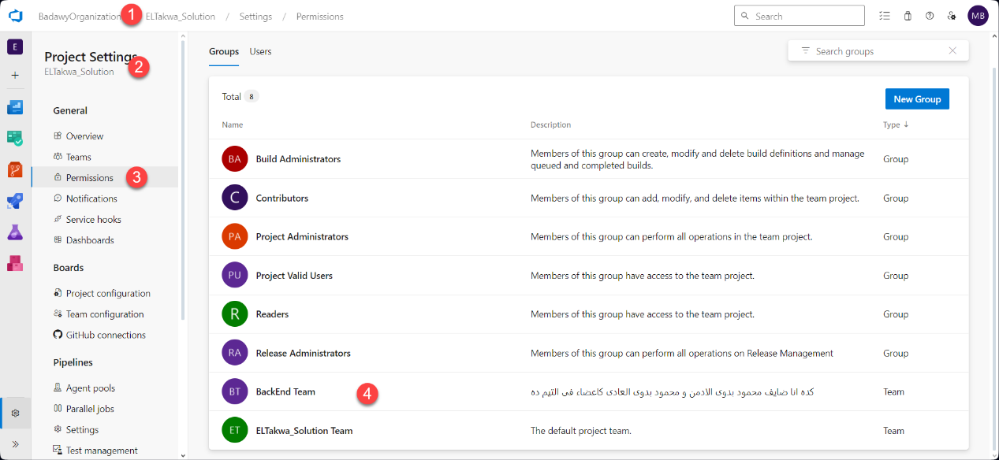 BadawyOrganization 1 ELTakwa_Solution / Settings / Permissions Search MB
E
Project Settings
2
ELTakwa_Solution
General
Overview
Teams
Permissions 3
Notifications
Service hooks
Dashboards
Boards
Project configuration
Team configuration
GitHub connections
Pipelines
Agent pools
Parallel jobs
Settings
Test management
Groups Users Search groups
Total 8 New Group
Name Description Type ↓
BA Build Administrators Members of this group can create, modify and delete build definitions and manage
queued and completed builds. Group
C Contributors Members of this group can add, modify, and delete items within the team project. Group
PA Project Administrators Members of this group can perform all operations in the team project. Group
PU Project Valid Users Members of this group have access to the team project. Group
R Readers Members of this group have access to the team project. Group
RA Release Administrators Members of this group can perform all operations on Release Management Group
BT BackEnd Team 4 كده انا ضايف محمود بدوى الادمن و محمود بدوى العادى كاعضاء فى التيم ده Team
ET ELTakwa_Solution Team The default project team. Team